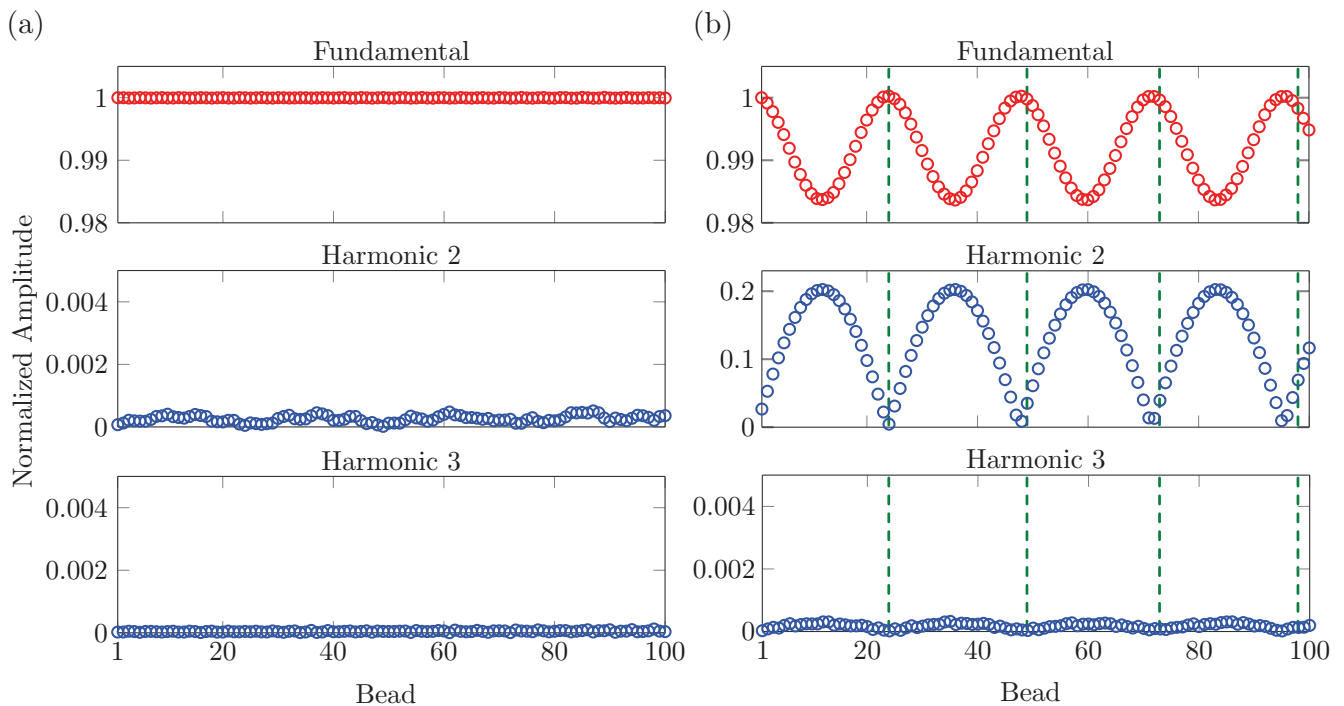 (a)
Fundamental
1
0.99
0.98
Harmonic 2
0.004
0.002
0
Harmonic 3
0.004
0.002
0
1 20 40 60 80 100
Bead
Normalized Amplitude
(b)
Fundamental
1
0.99
0.98
Harmonic 2
0.2
0.1
0
Harmonic 3
0.004
0.002
0
1 20 40 60 80 100
Bead